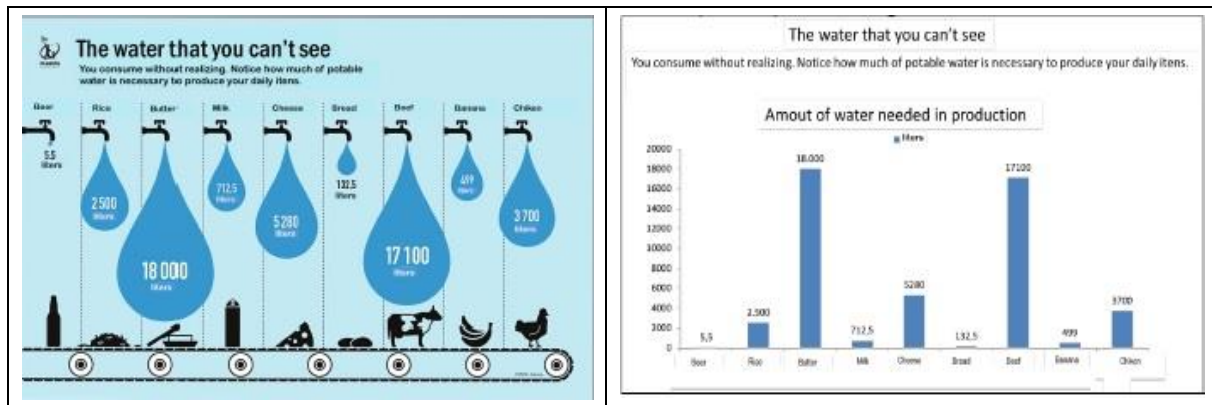 The water that you can't see
You consume without realizing. Notice how much of potable
water is necessary to produce your daily itens.
Beer Rice Butter Milk Cheese Bread Beef Banana Chiken
5.5
liters
2 500
liters
18 000
liters
712,5
liters
5 280
liters
132,5
liters
17 100
liters
499
liters
3 700
liters
The water that you can't see
You consume without realizing. Notice how much of potable water is necessary to produce your daily itens.
Amout of water needed in production
liters
20000
18000
16000
14000
12000
10000
8000
6000
4000
2000
0
5,5 2.500 18.000 712,5 5280 132,5 17100 499 3700
Beer Rice Butter Milk Cheese Bread Beef Banana Chiken